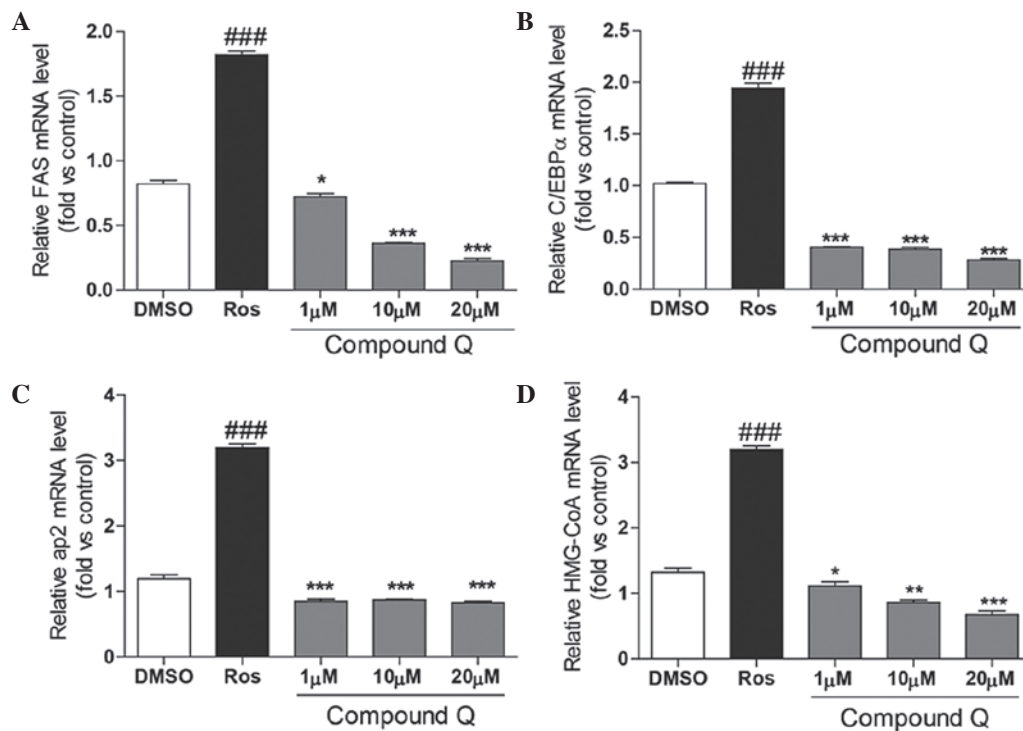 A
Relative FAS mRNA level
(fold vs control)
2.0
1.5
1.0
0.5
0.0
###
*
***
***
DMSO Ros 1µM 10µM 20µM
Compound Q
B
Relative C/EBPα mRNA level
(fold vs control)
2.5
2.0
1.5
1.0
0.5
0.0
###
***
***
***
DMSO Ros 1µM 10µM 20µM
Compound Q
C
Relative ap2 mRNA level
(fold vs control)
4
3
2
1
0
###
***
***
***
DMSO Ros 1µM 10µM 20µM
Compound Q
D
Relative HMG-CoA mRNA level
(fold vs control)
4
3
2
1
0
###
*
**
***
DMSO Ros 1µM 10µM 20µM
Compound Q